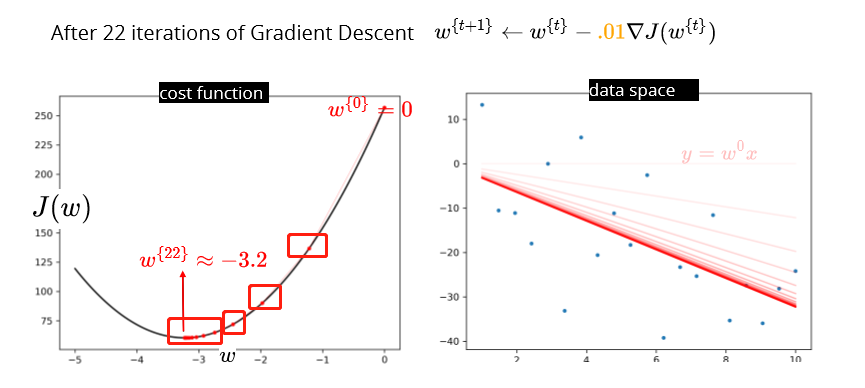 After 22 iterations of Gradient Descent w^{t+1} ← w^{t} − .01∇J(w^{t})
cost function
w^{0} = 0
250
225
200
J(w)
150
125
100
75
w^{22} ≈ −3.2
−5 −4 −3 −2 −1 0
w
data space
y = w^0 x
10
0
−10
−20
−30
−40
2 4 6 8 10